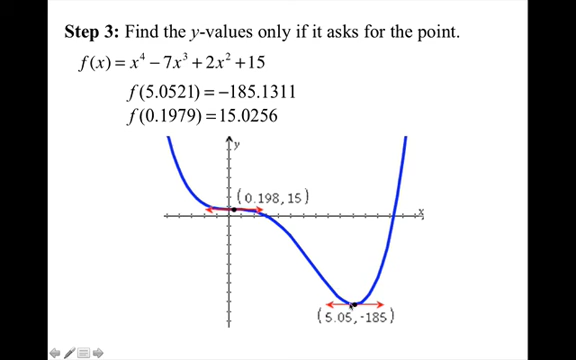 Step 3: Find the y-values only if it asks for the point.
f(x) = x⁴ − 7x³ + 2x² + 15
f(5.0521) = −185.1311
f(0.1979) = 15.0256
y
(0.198, 15)
x
(5.05, -185)